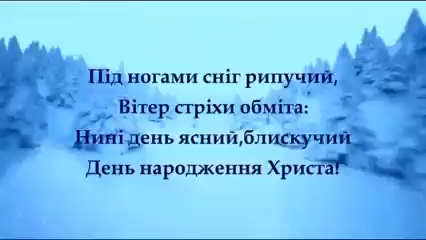 Під ногами сніг рипучий,
Вітер стріхи обміта:
Нині день ясний,блискучий
День народження Христа!